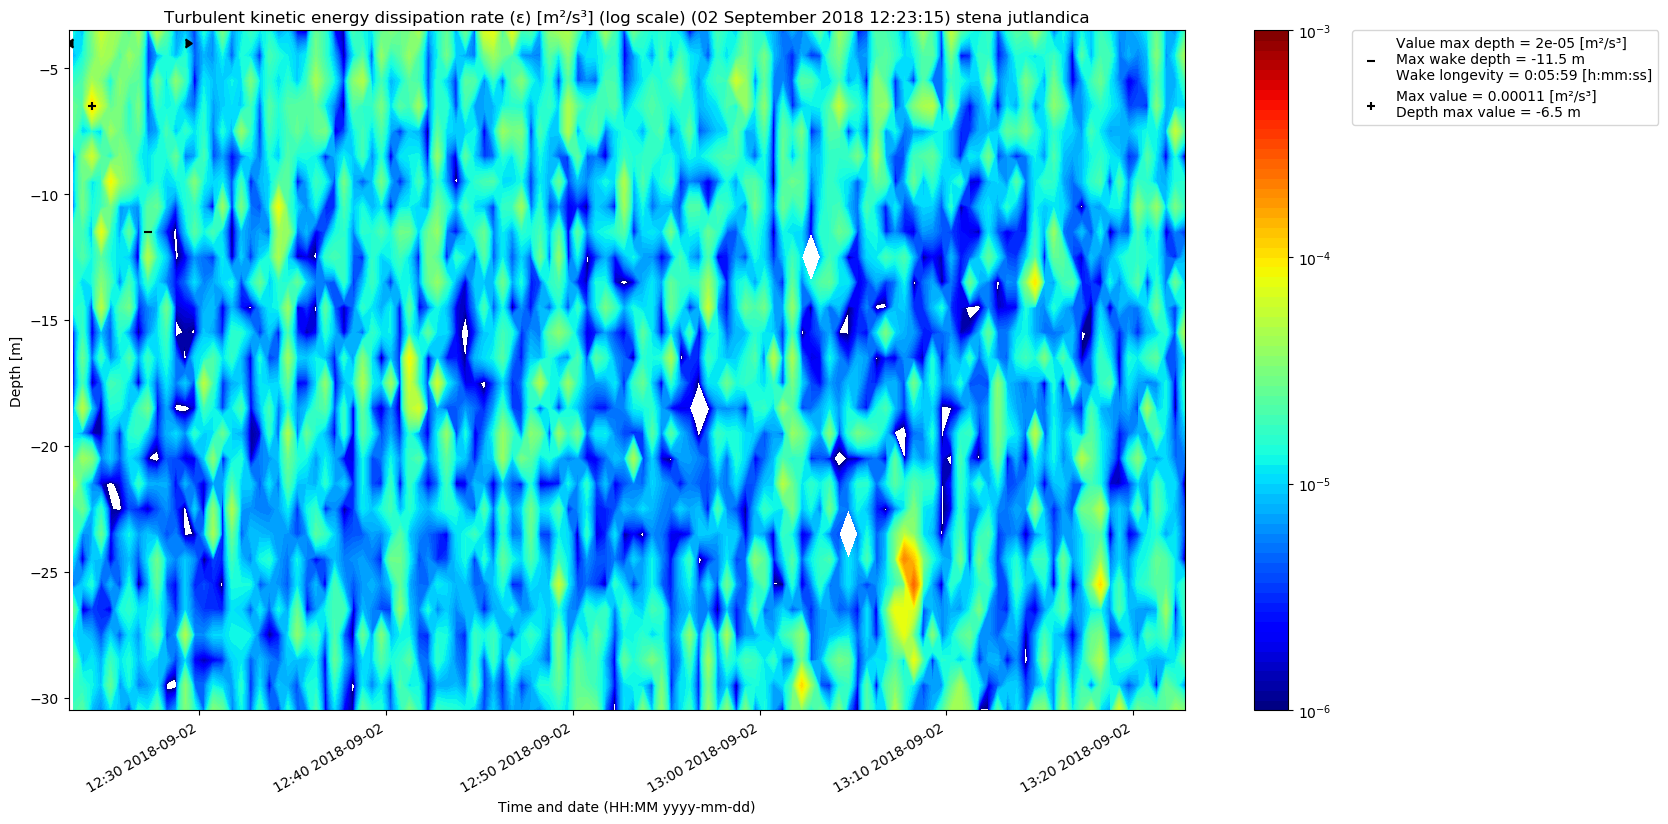 Turbulent kinetic energy dissipation rate (ε) [m²/s³] (log scale) (02 September 2018 12:23:15) stena jutlandica
Depth [m]
−5
−10
−15
−20
−25
−30
12:30 2018-09-02
12:40 2018-09-02
12:50 2018-09-02
13:00 2018-09-02
13:10 2018-09-02
13:20 2018-09-02
Time and date (HH:MM yyyy-mm-dd)
10⁻³
10⁻⁴
10⁻⁵
10⁻⁶
Value max depth = 2e-05 [m²/s³]
Max wake depth = -11.5 m
Wake longevity = 0:05:59 [h:mm:ss]
Max value = 0.00011 [m²/s³]
Depth max value = -6.5 m